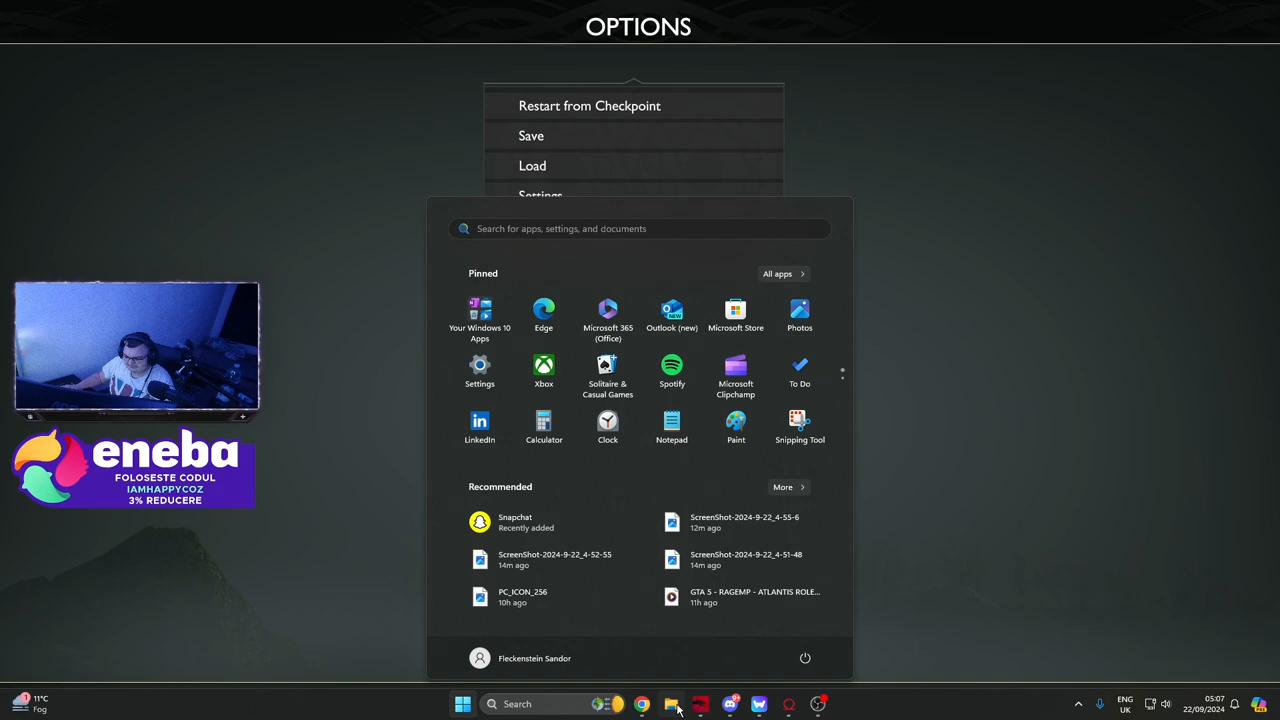 OPTIONS
Restart from Checkpoint
Save
Load
Settings
Search for apps, settings, and documents
Pinned
All apps
Your Windows 10 Apps
Edge
Microsoft 365 (Office)
Outlook (new)
Microsoft Store
Photos
Settings
Xbox
Solitaire & Casual Games
Spotify
Microsoft Clipchamp
To Do
LinkedIn
Calculator
Clock
Notepad
Paint
Snipping Tool
Recommended
More
Snapchat
Recently added
ScreenShot-2024-9-22_4-55-6
12m ago
ScreenShot-2024-9-22_4-52-55
14m ago
ScreenShot-2024-9-22_4-51-48
14m ago
PC_ICON_256
10h ago
GTA 5 - RAGEMP - ATLANTIS ROLE...
11h ago
Fleckenstein Sandor
eneba
FOLOSESTE CODUL
IAMHAPPYCOZ
3% REDUCERE
1
11°C
Fog
Search
ENG
UK
05:07
22/09/2024